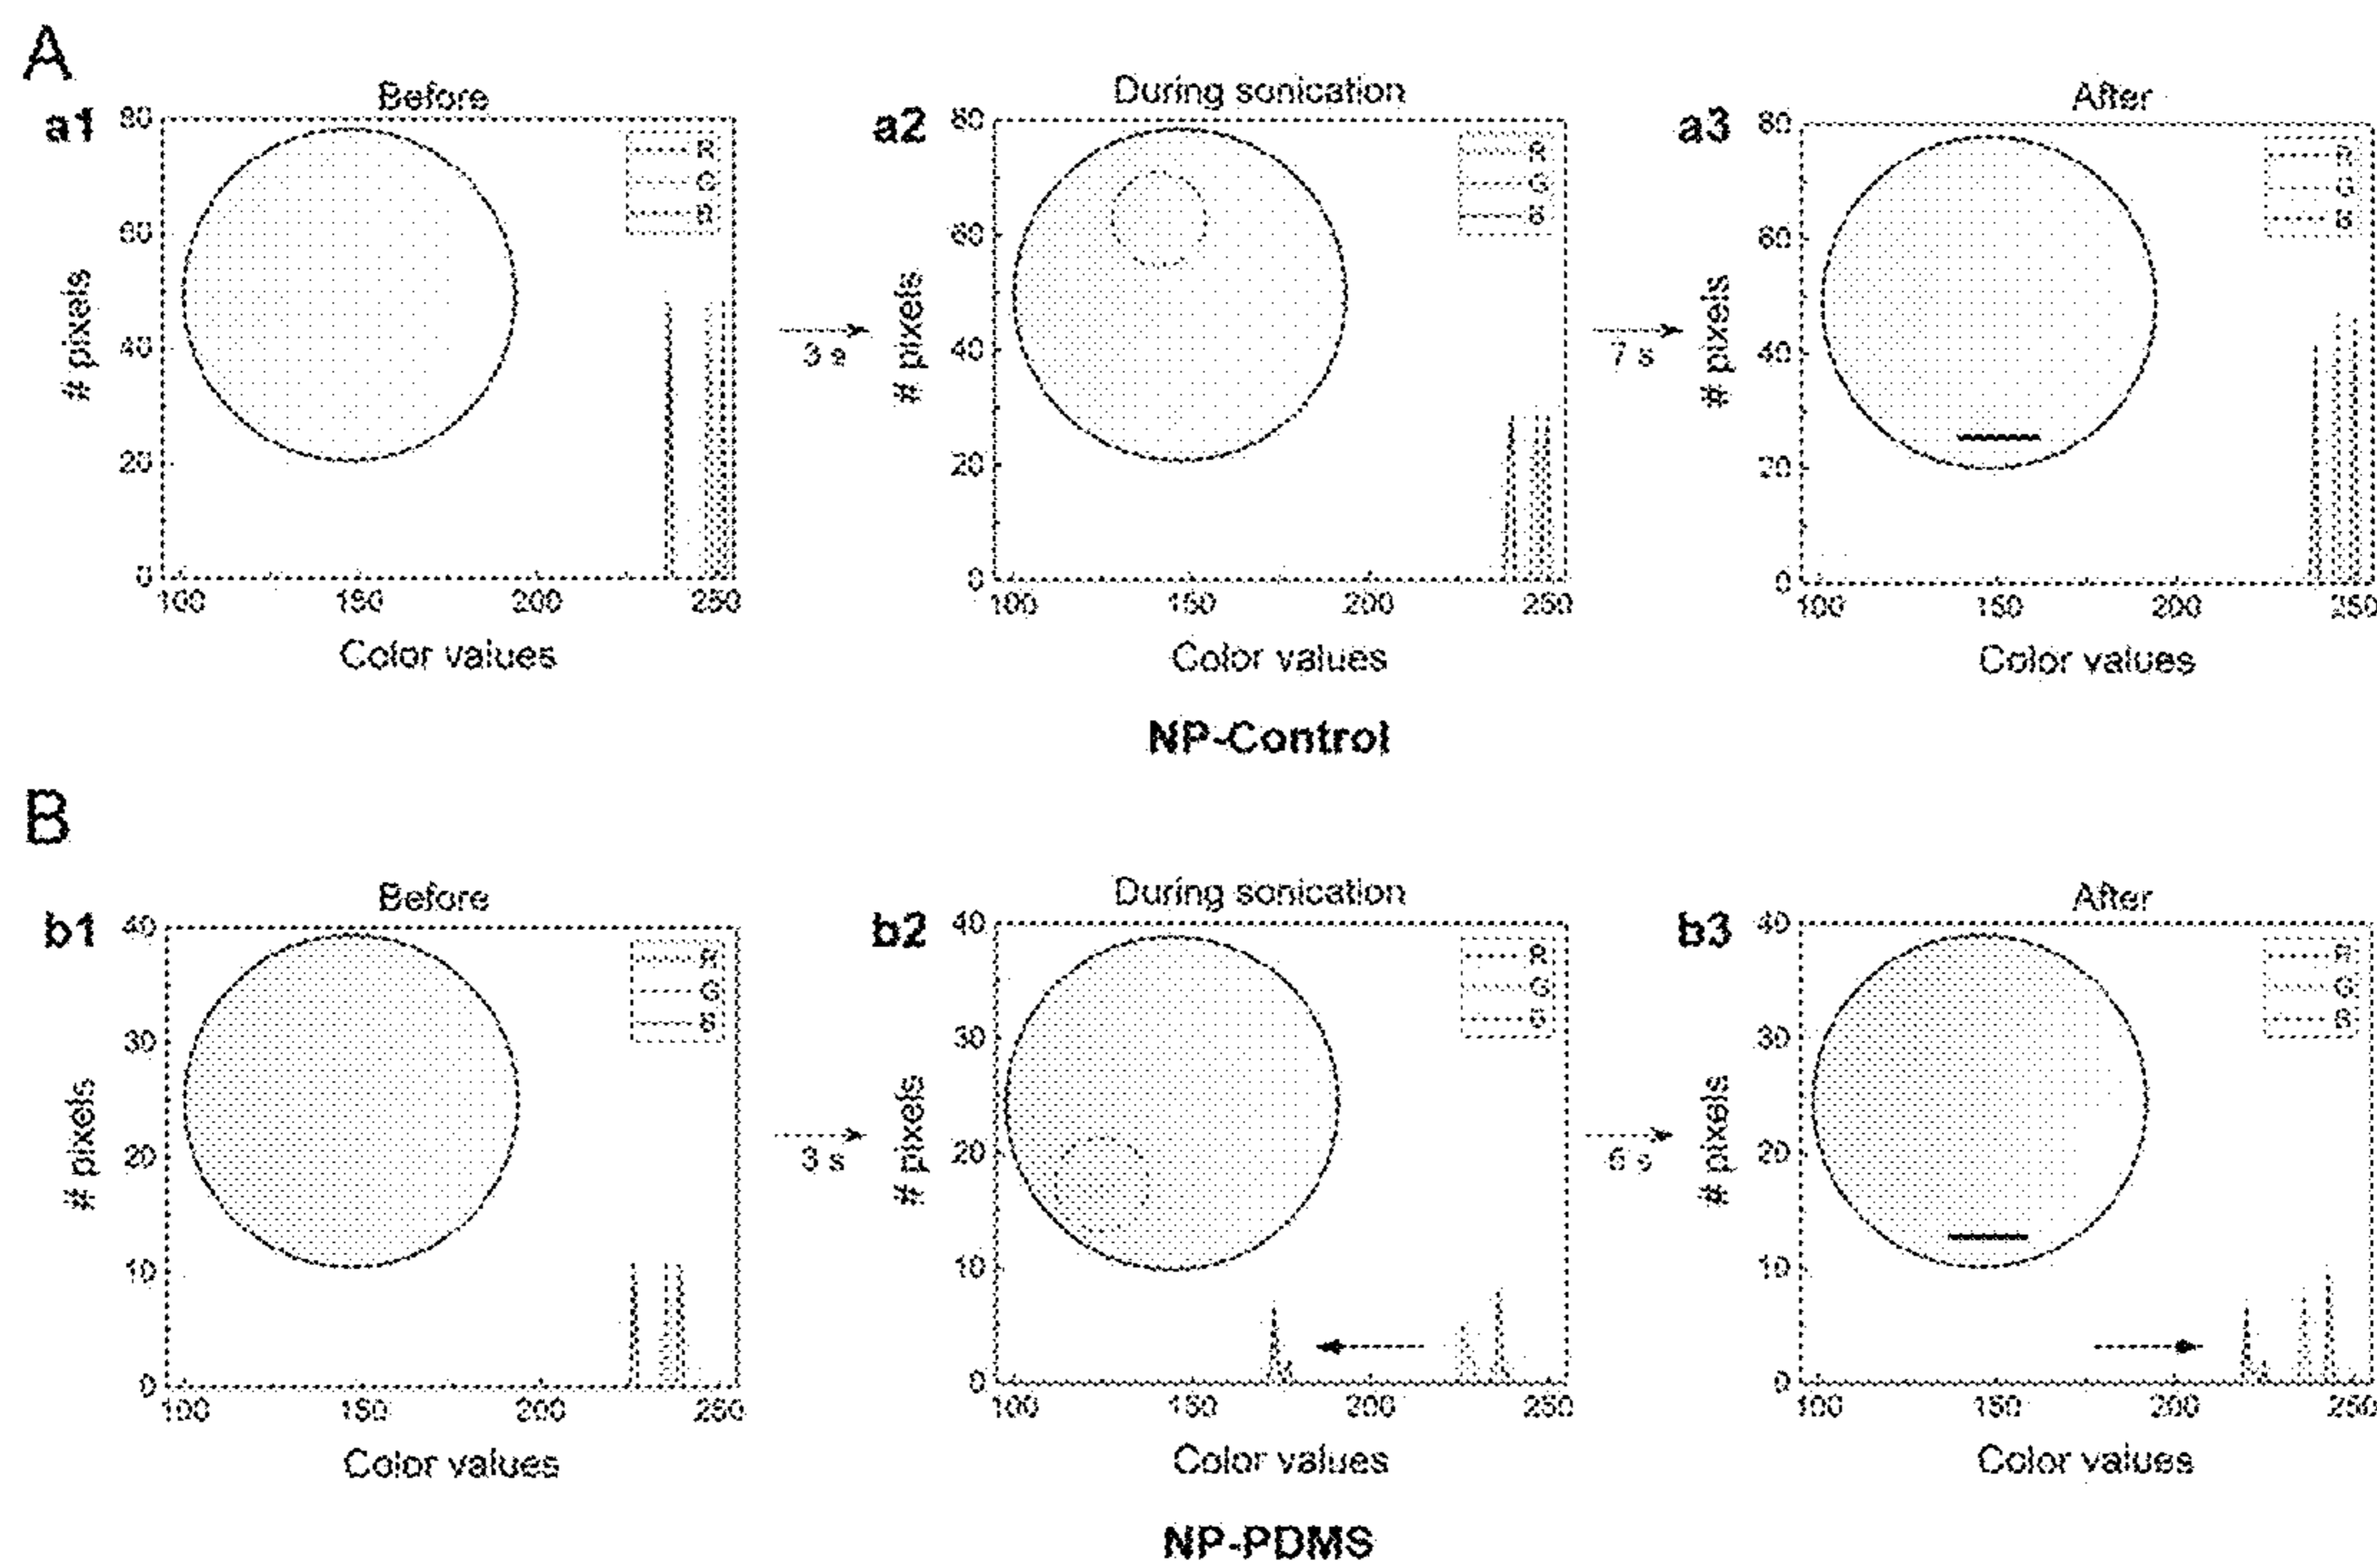 A
Before
During sonication
After
a1
a2
a3
80
60
40
20
0
100 150 200 250
# pixels
Color values
R
G
B
3 s
80
60
40
20
0
100 150 200 250
# pixels
Color values
R
G
B
7 s
80
60
40
20
0
100 150 200 250
# pixels
Color values
R
G
B
NP-Control
B
Before
During sonication
After
b1
b2
b3
40
30
20
10
0
100 150 200 250
# pixels
Color values
R
G
B
3 s
40
30
20
10
0
100 150 200 250
# pixels
Color values
R
G
B
40
30
20
10
0
100 150 200 250
# pixels
Color values
R
G
B
NP-PDMS